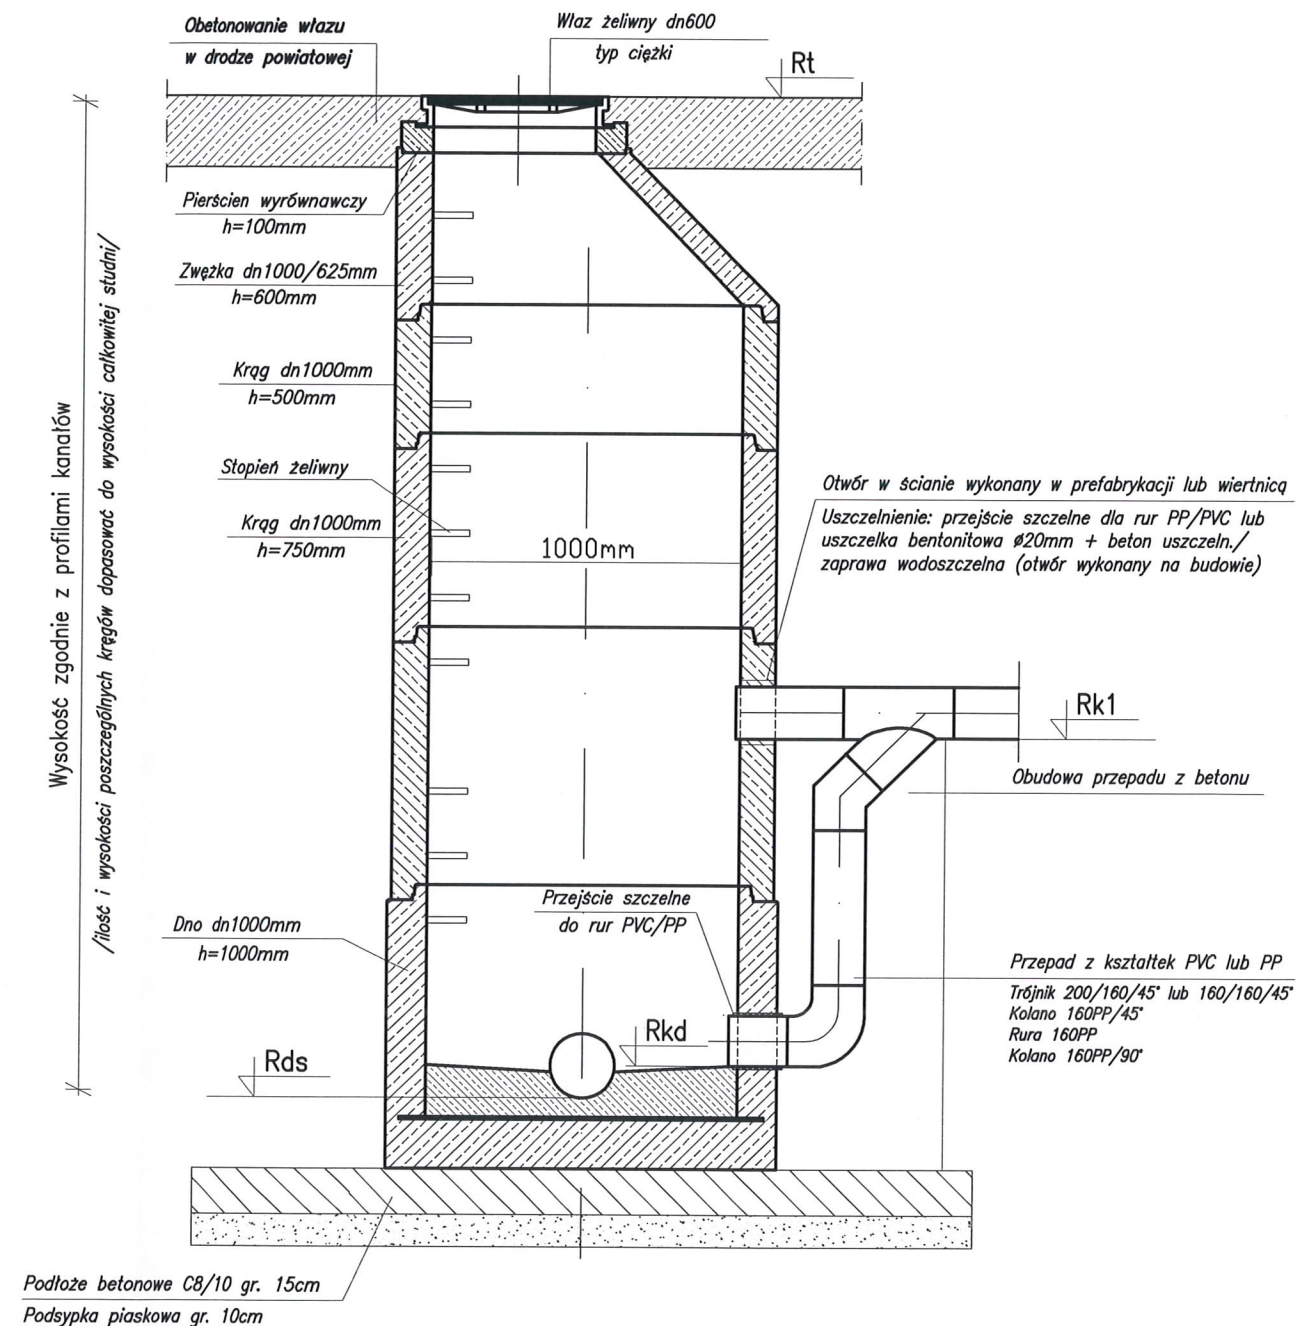 Obetonowanie włazu
w drodze powiatowej
Właz żeliwny dn600
typ ciężki
Rt
Pierścien wyrównawczy
h=100mm
Zwężka dn1000/625mm
h=600mm
Krąg dn1000mm
h=500mm
Stopień żeliwny
Krąg dn1000mm
h=750mm
1000mm
Wysokość zgodnie z profilami kanałów
/ilość i wysokości poszczególnych kręgów dopasować do wysokości całkowitej studni/
Otwór w ścianie wykonany w prefabrykacji lub wiertnicą
Uszczelnienie: przejście szczelne dla rur PP/PVC lub
uszczelka bentonitowa ø20mm + beton uszczeln./
zaprawa wodoszczelna (otwór wykonany na budowie)
Rk1
Obudowa przepadu z betonu
Przejście szczelne
do rur PVC/PP
Dno dn1000mm
h=1000mm
Przepad z kształtek PVC lub PP
Trójnik 200/160/45° lub 160/160/45°
Kolano 160PP/45°
Rura 160PP
Kolano 160PP/90°
Rkd
Rds
Podłoże betonowe C8/10 gr. 15cm
Podsypka piaskowa gr. 10cm